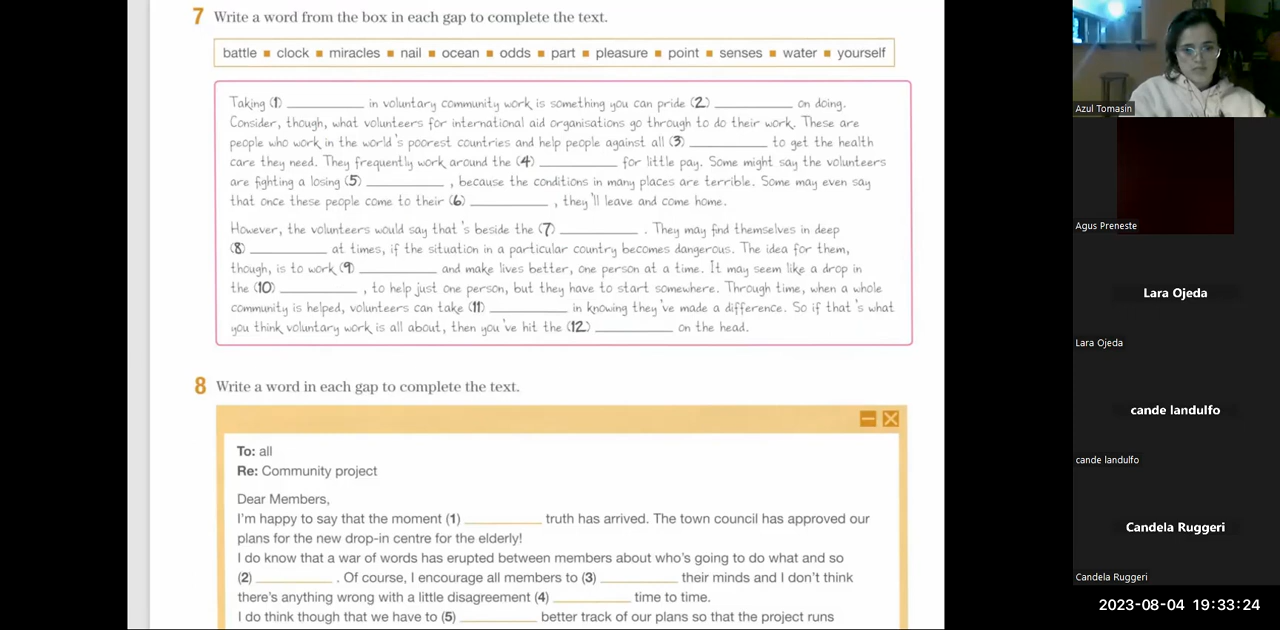 7 Write a word from the box in each gap to complete the text.
battle ■ clock ■ miracles ■ nail ■ ocean ■ odds ■ part ■ pleasure ■ point ■ senses ■ water ■ yourself
Taking (1) ____________ in voluntary community work is something you can pride (2) ____________ on doing.
Consider, though, what volunteers for international aid organisations go through to do their work. These are
people who work in the world's poorest countries and help people against all (3) ____________ to get the health
care they need. They frequently work around the (4) ____________ for little pay. Some might say the volunteers
are fighting a losing (5) ____________ , because the conditions in many places are terrible. Some may even say
that once these people come to their (6) ____________ , they'll leave and come home.
However, the volunteers would say that's beside the (7) ____________ . They may find themselves in deep
(8) ____________ at times, if the situation in a particular country becomes dangerous. The idea for them,
though, is to work (9) ____________ and make lives better, one person at a time. It may seem like a drop in
the (10) ____________ , to help just one person, but they have to start somewhere. Through time, when a whole
community is helped, volunteers can take (11) ____________ in knowing they've made a difference. So if that's what
you think voluntary work is all about, then you've hit the (12) ____________ on the head.
8 Write a word in each gap to complete the text.
To: all
Re: Community project
Dear Members,
I'm happy to say that the moment (1) ____________ truth has arrived. The town council has approved our
plans for the new drop-in centre for the elderly!
I do know that a war of words has erupted between members about who's going to do what and so
(2) ____________ . Of course, I encourage all members to (3) ____________ their minds and I don't think
there's anything wrong with a little disagreement (4) ____________ time to time.
I do think though that we have to (5) ____________ better track of our plans so that the project runs
Azul Tomasín
Agus Preneste
Lara Ojeda
Lara Ojeda
cande landulfo
cande landulfo
Candela Ruggeri
Candela Ruggeri
2023-08-04 19:33:24